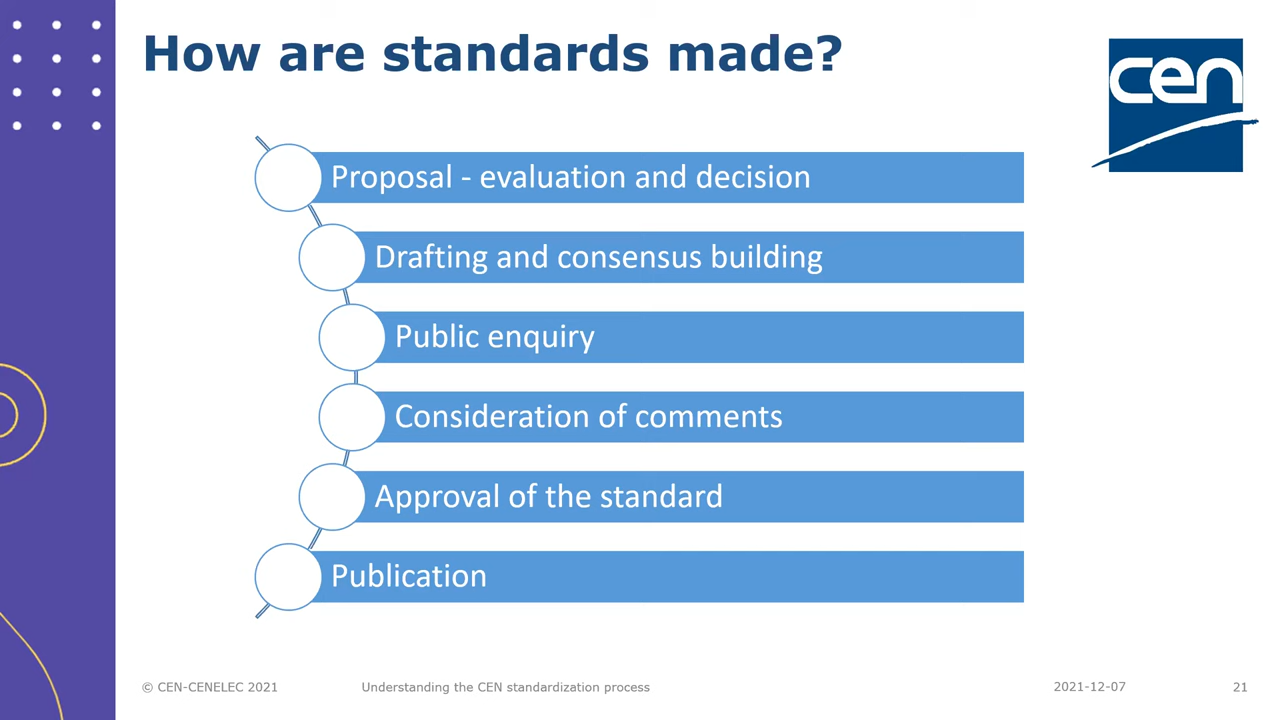 How are standards made?
cen
Proposal - evaluation and decision
Drafting and consensus building
Public enquiry
Consideration of comments
Approval of the standard
Publication
© CEN-CENELEC 2021
Understanding the CEN standardization process
2021-12-07
21